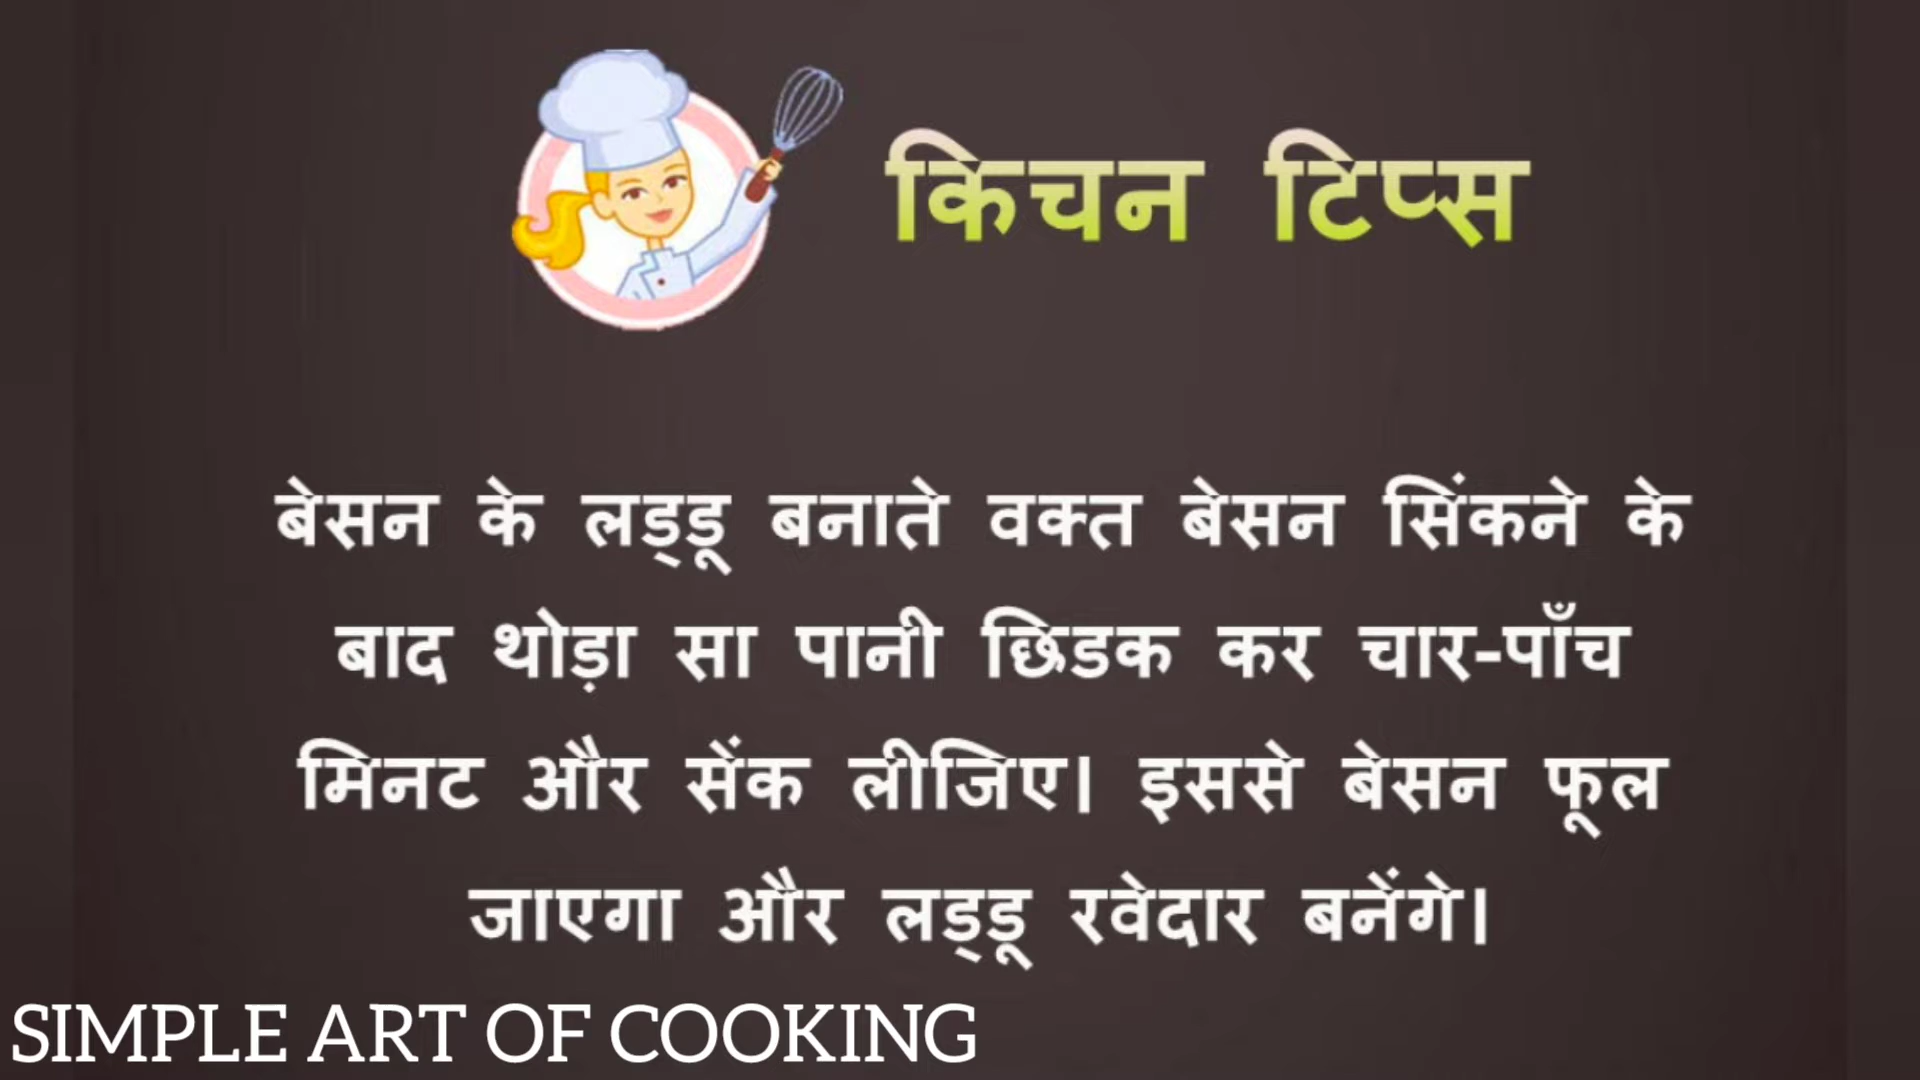 किचन टिप्स
बेसन के लड्डू बनाते वक्त बेसन सिंकने के
बाद थोड़ा सा पानी छिडक कर चार-पाँच
मिनट और सेंक लीजिए। इससे बेसन फूल
जाएगा और लड्डू रवेदार बनेंगे।
SIMPLE ART OF COOKING